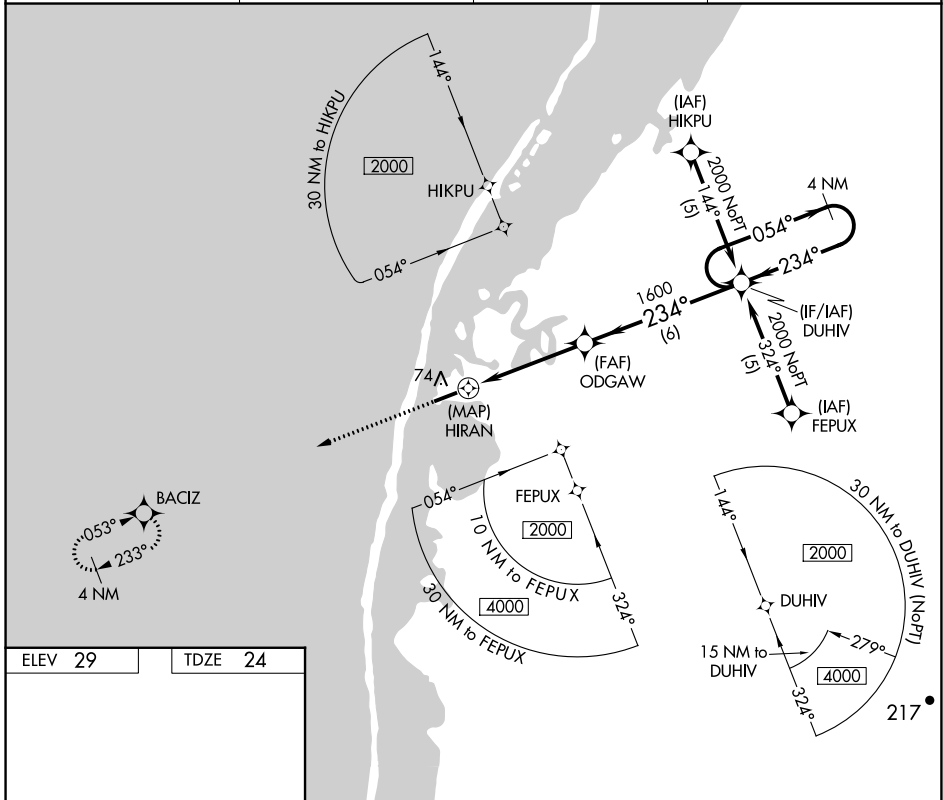 144°
30 NM to HIKPU
2000
HIKPU
054°
(IAF)
HIKPU
2000 NoPT
144°
(5)
4 NM
054°
234°
(IF/IAF)
DUHIV
1600
234°
(6)
2000 NoPT
324°
(5)
(FAF)
ODGAW
(IAF)
FEPUX
74
(MAP)
HIRAN
054°
FEPUX
2000
10 NM to FEPUX
4000
30 NM to FEPUX
324°
144°
30 NM to DUHIV (NoPT)
2000
DUHIV
279°
15 NM to
DUHIV
4000
324°
217
BACIZ
053°
233°
4 NM
ELEV 29
TDZE 24